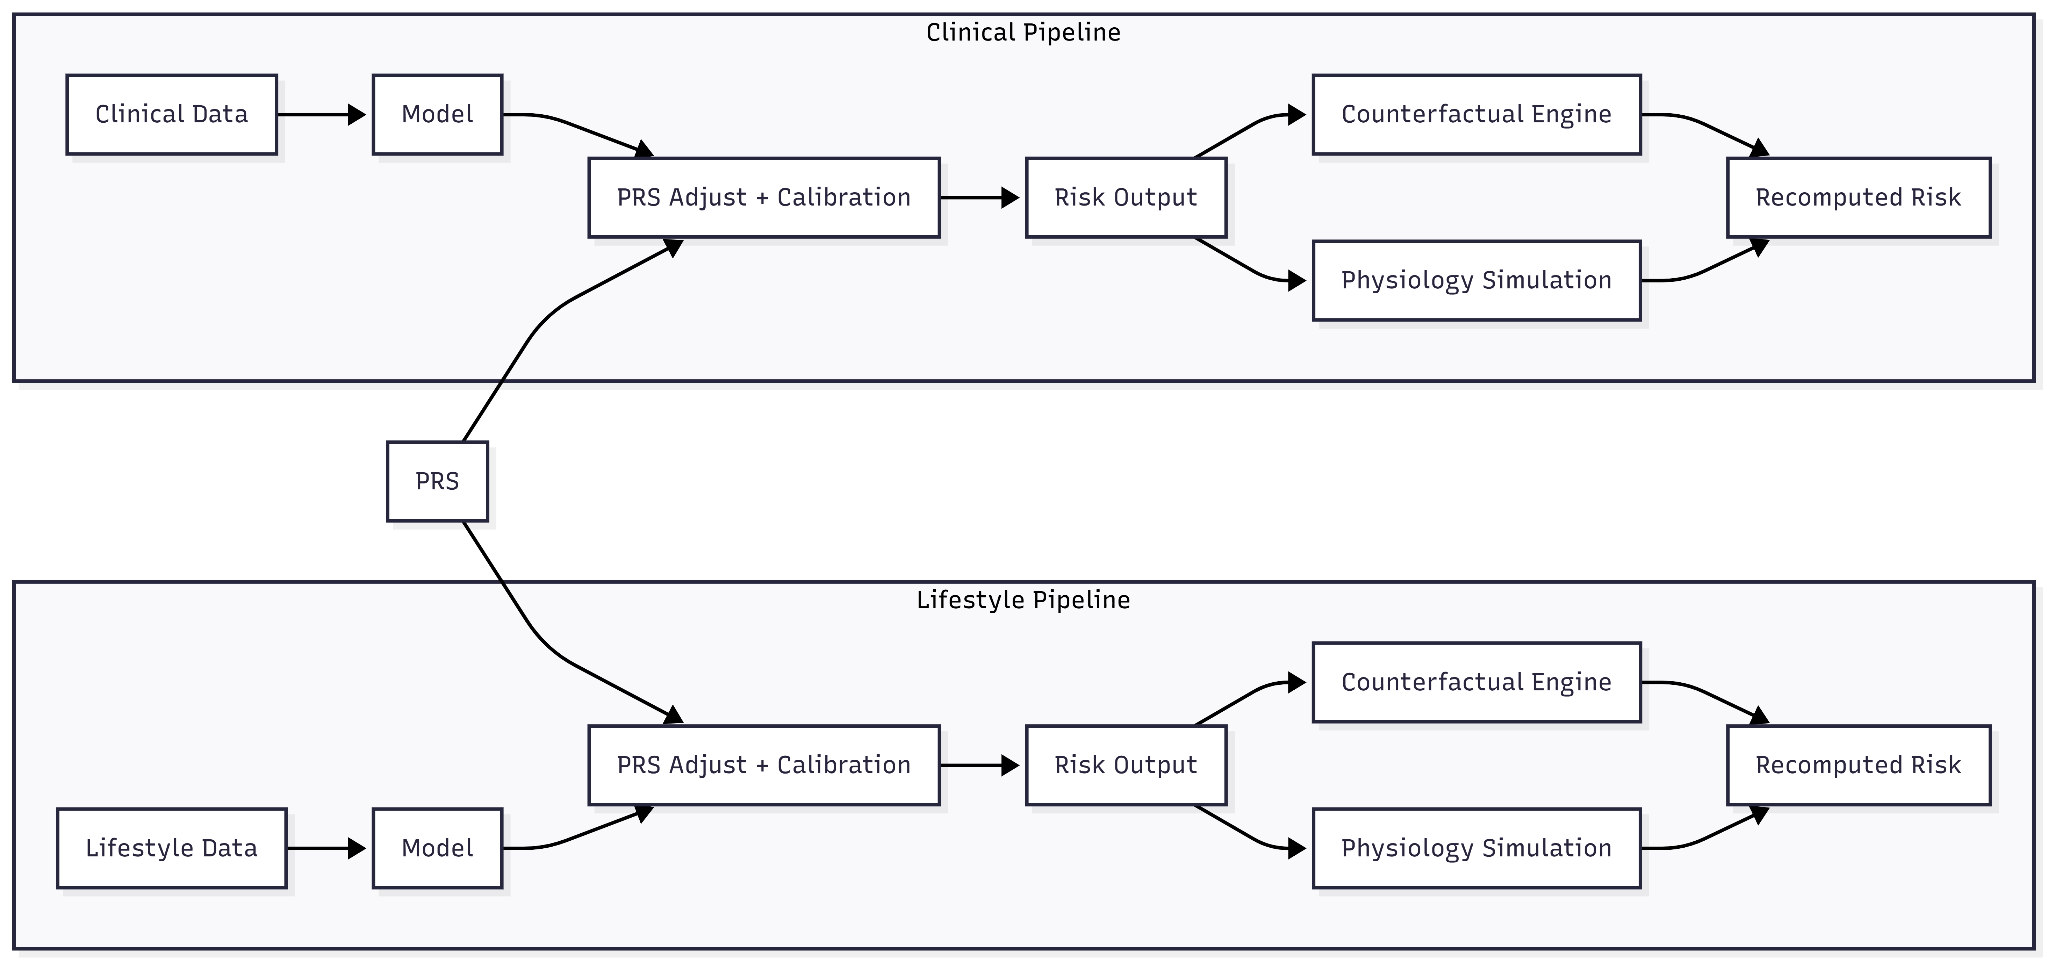 Clinical Pipeline
Clinical Data
Model
PRS Adjust + Calibration
Risk Output
Counterfactual Engine
Physiology Simulation
Recomputed Risk
PRS
Lifestyle Pipeline
Lifestyle Data
Model
PRS Adjust + Calibration
Risk Output
Counterfactual Engine
Physiology Simulation
Recomputed Risk